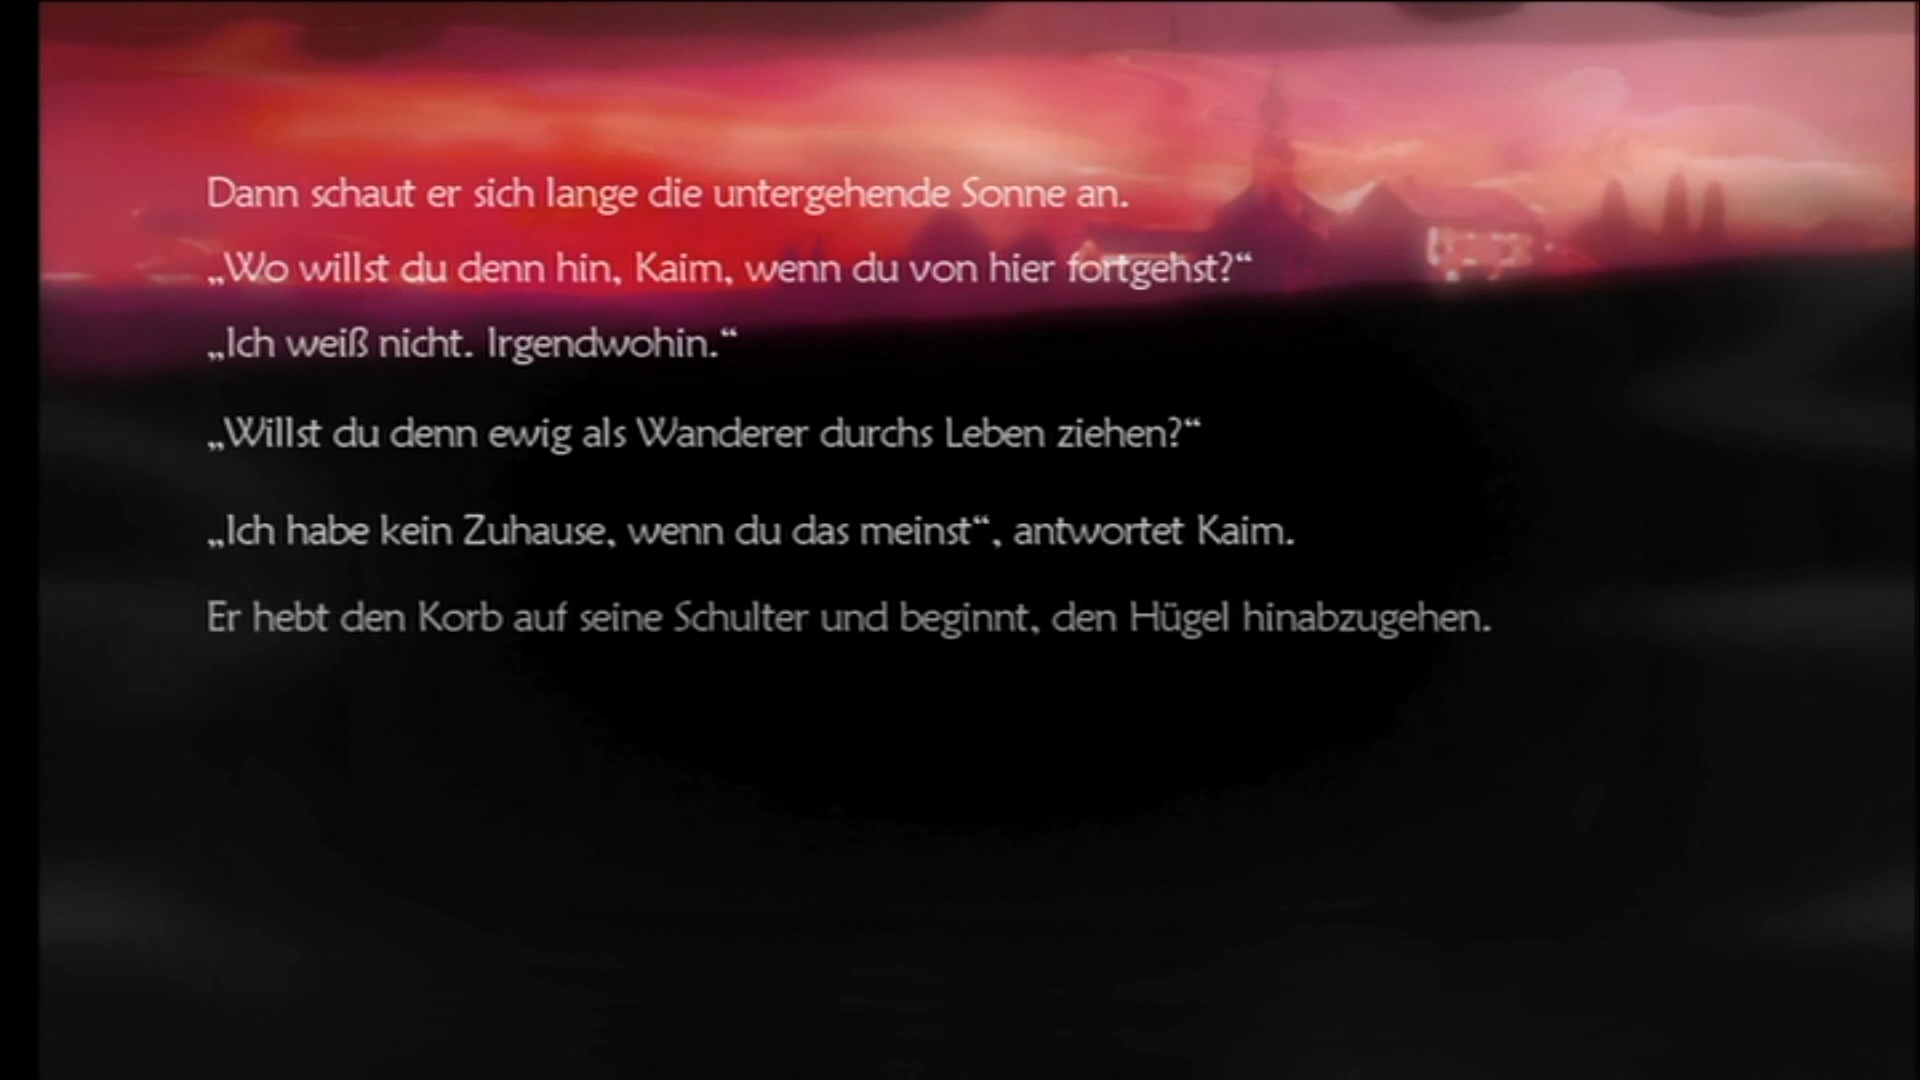 Dann schaut er sich lange die untergehende Sonne an.
„Wo willst du denn hin, Kaim, wenn du von hier fortgehst?“
„Ich weiß nicht. Irgendwohin.“
„Willst du denn ewig als Wanderer durchs Leben ziehen?“
„Ich habe kein Zuhause, wenn du das meinst“, antwortet Kaim.
Er hebt den Korb auf seine Schulter und beginnt, den Hügel hinabzugehen.